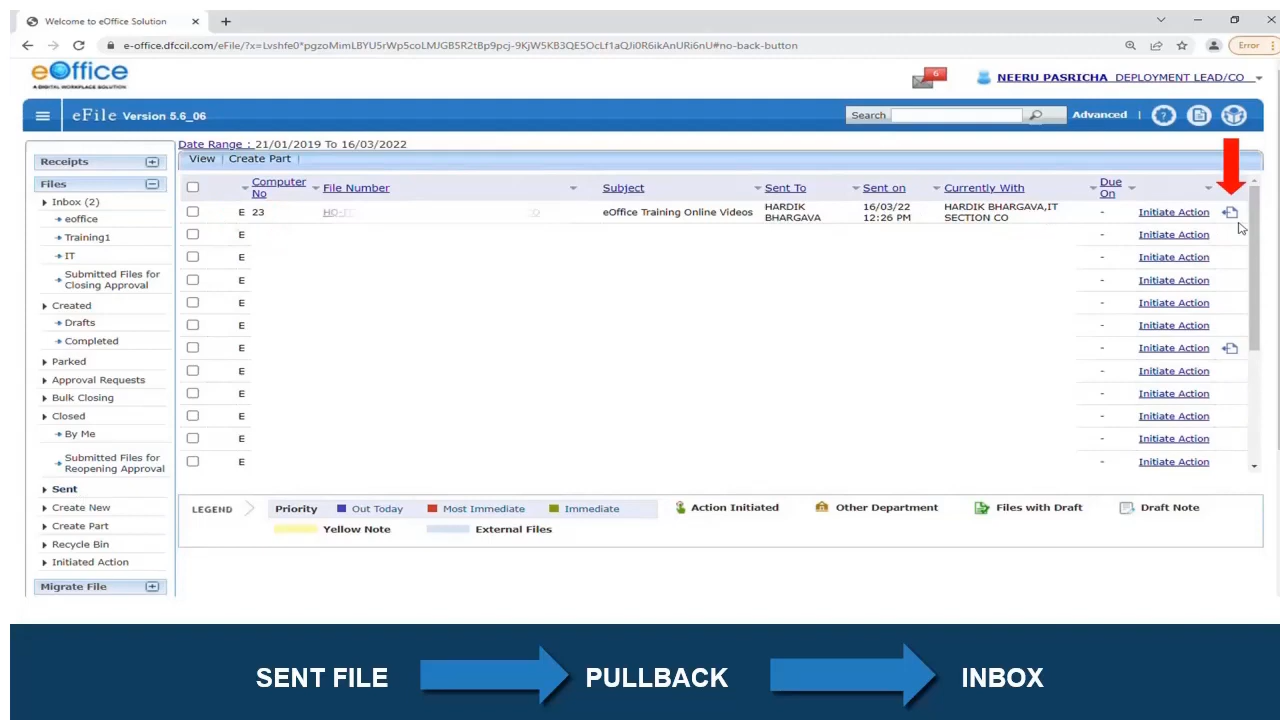 Welcome to eOffice Solution
e-office.dfccil.com/eFile/?x=Lvshfe0*pgzoMimLBYU5rWp5coLMJGB5R2tBp9pcj-9KjW5KB3QE5OcLf1aQJi0R6ikAnURi6nU#no-back-button
Error
eOffice
A DIGITAL WORKPLACE SOLUTION
6
NEERU PASRICHA DEPLOYMENT LEAD/CO
eFile Version 5.6_06
Search
Advanced
Date Range : 21/01/2019 To 16/03/2022
View | Create Part |
Receipts
Files
Inbox (2)
eoffice
Training1
IT
Submitted Files for
Closing Approval
Created
Drafts
Completed
Parked
Approval Requests
Bulk Closing
Closed
By Me
Submitted Files for
Reopening Approval
Sent
Create New
Create Part
Recycle Bin
Initiated Action
Migrate File
Computer No File Number Subject Sent To Sent on Currently With Due On
E 23 eOffice Training Online Videos HARDIK BHARGAVA 16/03/22 12:26 PM HARDIK BHARGAVA,IT SECTION CO - Initiate Action
E - Initiate Action
E - Initiate Action
E - Initiate Action
E - Initiate Action
E - Initiate Action
E - Initiate Action
E - Initiate Action
E - Initiate Action
E - Initiate Action
E - Initiate Action
E - Initiate Action
LEGEND Priority Out Today Most Immediate Immediate Action Initiated Other Department Files with Draft Draft Note
Yellow Note External Files
SENT FILE PULLBACK INBOX